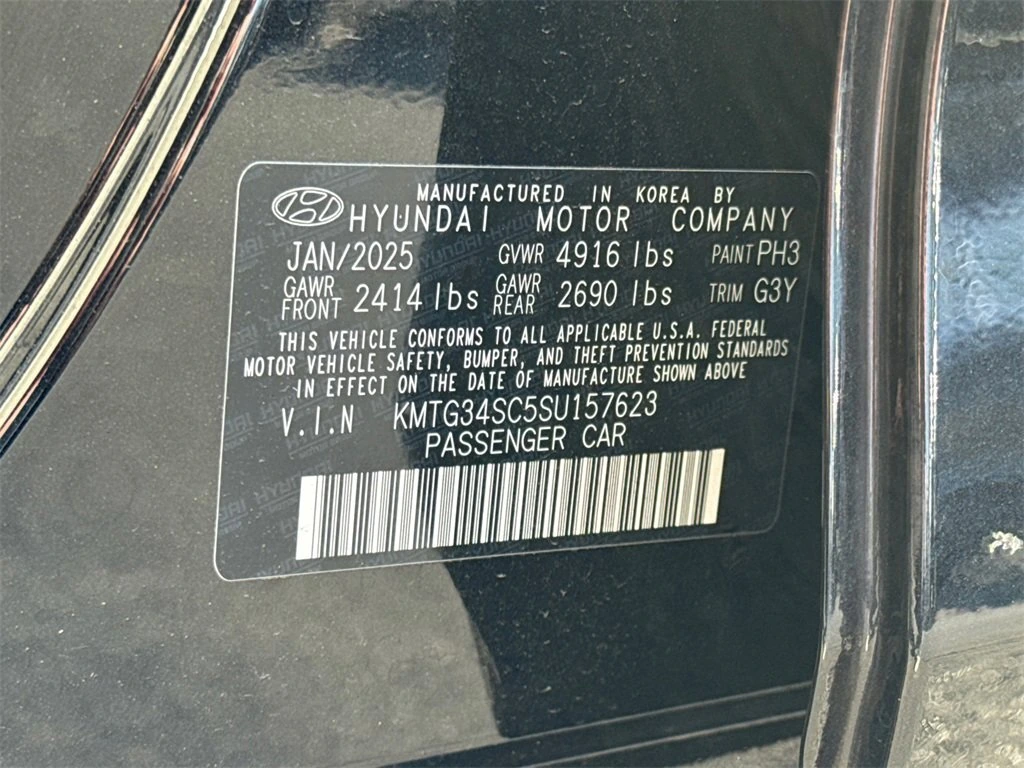 MANUFACTURED IN KOREA BY
HYUNDAI MOTOR COMPANY
JAN/2025 GVWR 4916 lbs PAINT PH3
GAWR FRONT 2414 lbs GAWR REAR 2690 lbs TRIM G3Y
THIS VEHICLE CONFORMS TO ALL APPLICABLE U.S.A. FEDERAL
MOTOR VEHICLE SAFETY, BUMPER, AND THEFT PREVENTION STANDARDS
IN EFFECT ON THE DATE OF MANUFACTURE SHOWN ABOVE
V.I.N KMTG34SC5SU157623
PASSENGER CAR